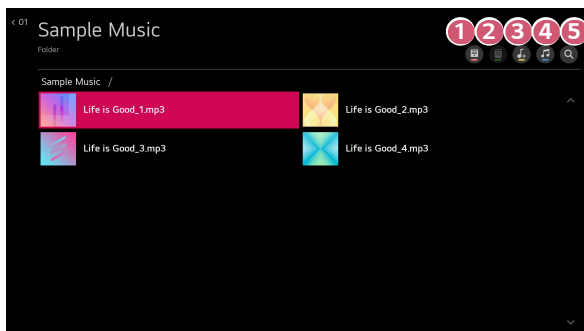 < 01
Sample Music
Folder
1 2 3 4 5
Sample Music /
Life is Good_1.mp3
Life is Good_2.mp3
Life is Good_3.mp3
Life is Good_4.mp3